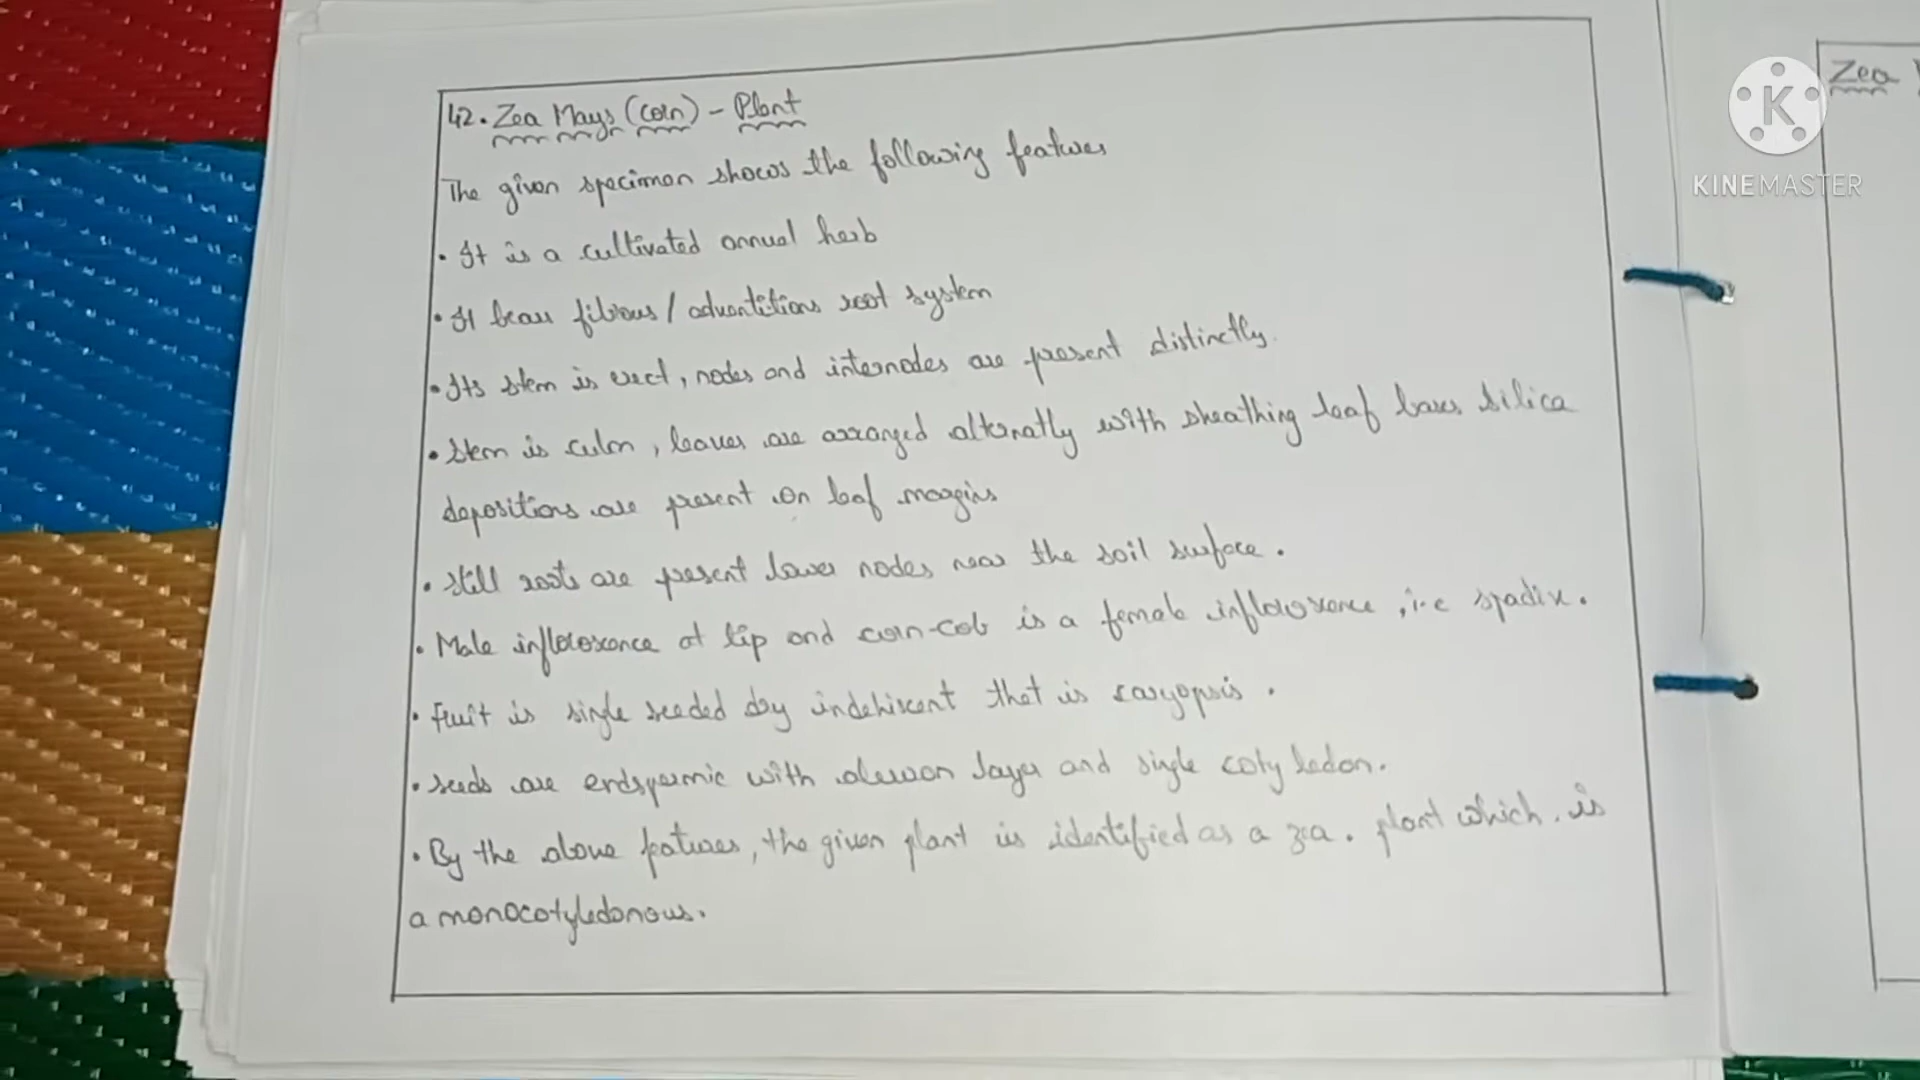 42. Zea Mays (corn) - Plant
The given specimen shows the following features
• It is a cultivated annual herb
• It bears fibrous / adventitions root system
• Its stem is erect, nodes and internodes are present distinctly.
• Stem is culm, leaves are arranged alternatly with sheathing leaf bases silica
depositions are present on leaf margins
• still roots are present lower nodes near the soil surface.
• Male infloroscence at tip and corn-cob is a female infloroscence, i.e spadix.
• Fruit is single seeded dry indehiscent that is caryopsis.
• seeds are endspermic with aleuron layer and single cotyledon.
• By the above features, the given plant is identified as a zea. plant which is
a monocotyledonous.
Zea
K
KINEMASTER